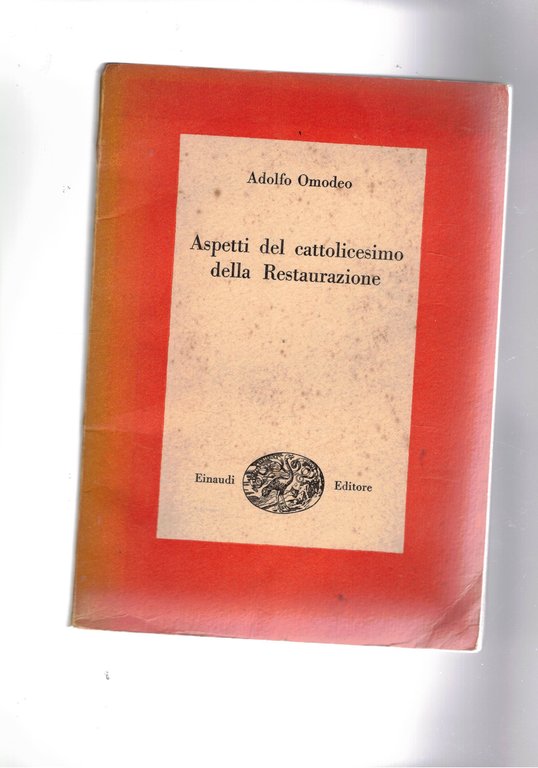 Adolfo Omodeo
Aspetti del cattolicesimo
della Restaurazione
Einaudi Editore